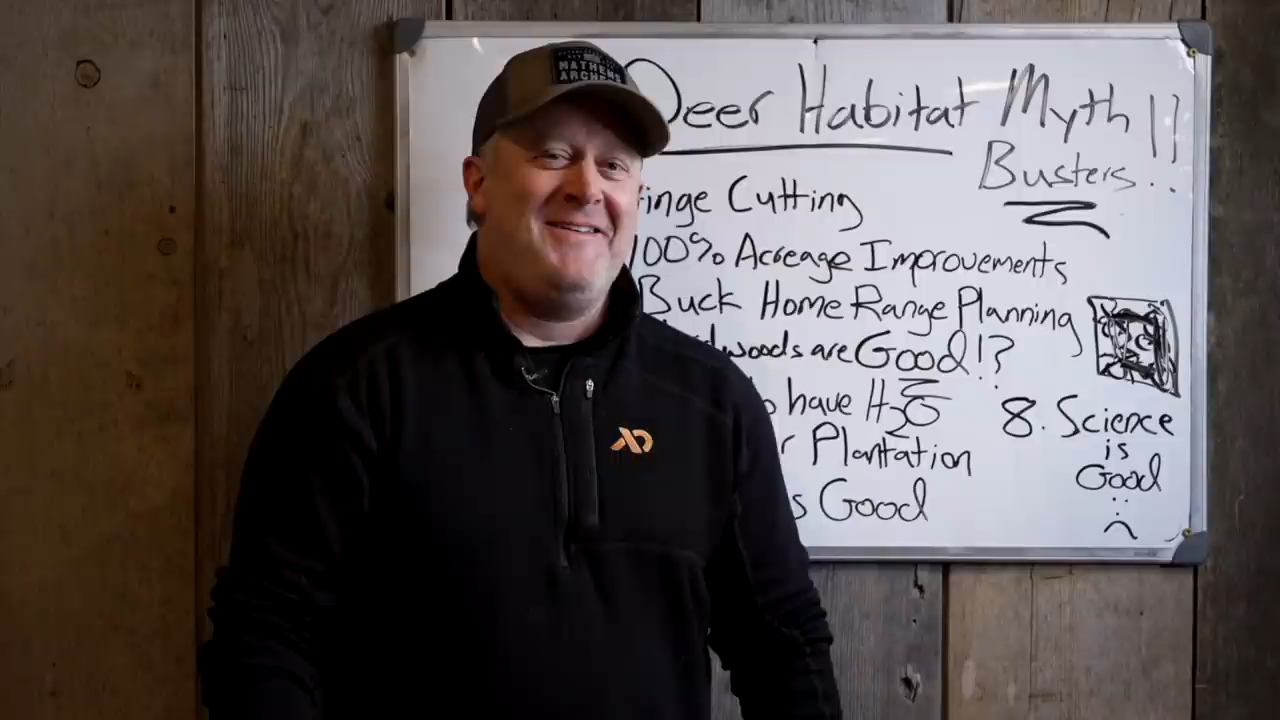 MATHEWS
ARCHERY
Deer Habitat Myth!!
Busters..
inge Cutting
100% Acreage Improvements
Buck Home Range Planning
woods are Good!?
have H2O
8. Science
is
Good
r Plantation
s Good